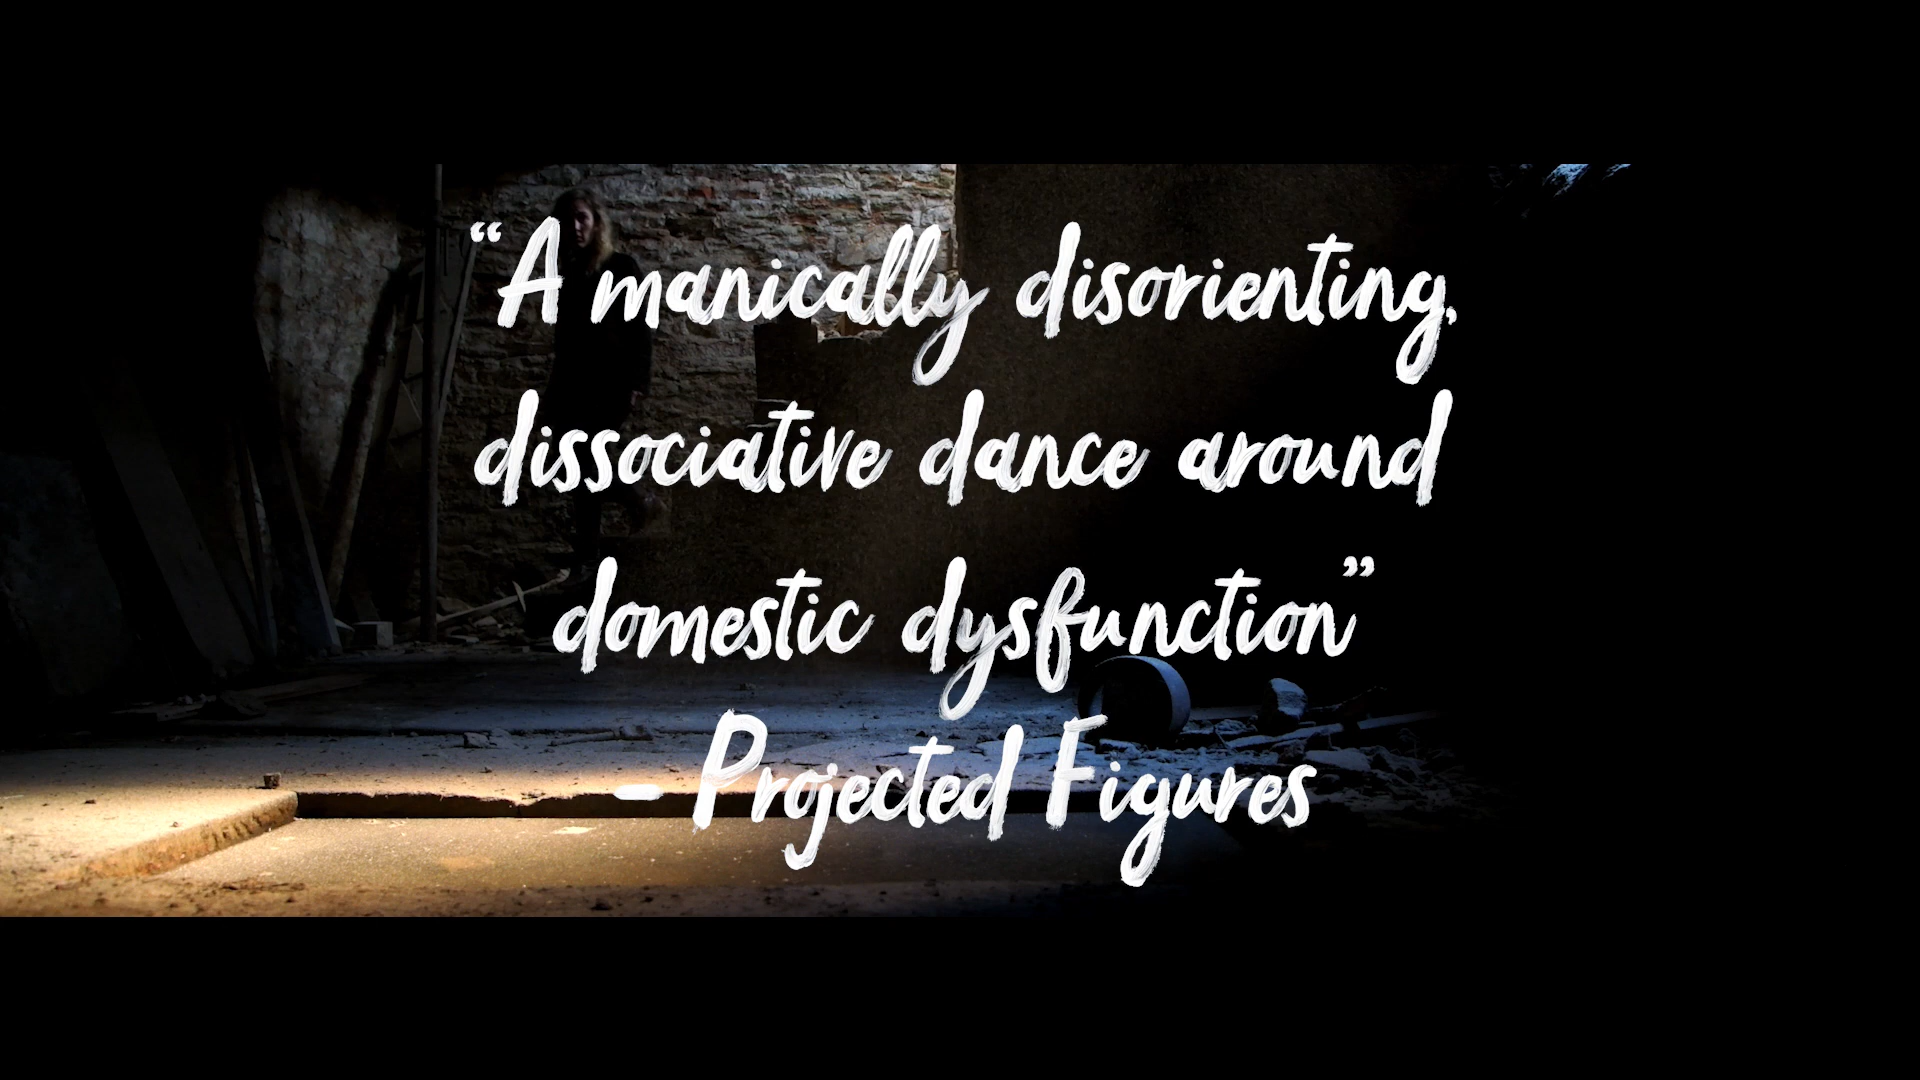 “A manically disorienting,
dissociative dance around
domestic dysfunction”
- Projected Figures